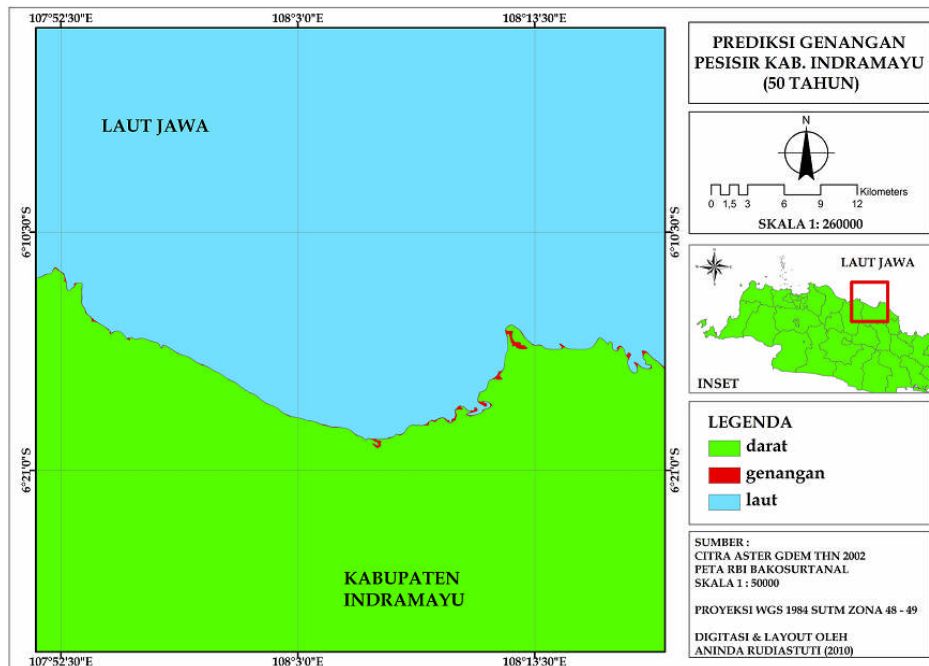 107°52'30"E
108°3'0"E
108°13'30"E
6°10'30"S
6°21'0"S
LAUT JAWA
KABUPATEN
INDRAMAYU
6°10'30"S
6°21'0"S
107°52'30"E
108°3'0"E
108°13'30"E
PREDIKSI GENANGAN
PESISIR KAB. INDRAMAYU
(50 TAHUN)
N
Kilometers
0 1,5 3 6 9 12
SKALA 1: 260000
LAUT JAWA
INSET
LEGENDA
darat
genangan
laut
SUMBER :
CITRA ASTER GDEM THN 2002
PETA RBI BAKOSURTANAL
SKALA 1 : 50000
PROYEKSI WGS 1984 SUTM ZONA 48 - 49
DIGITASI & LAYOUT OLEH
ANINDA RUDIASTUTI (2010)